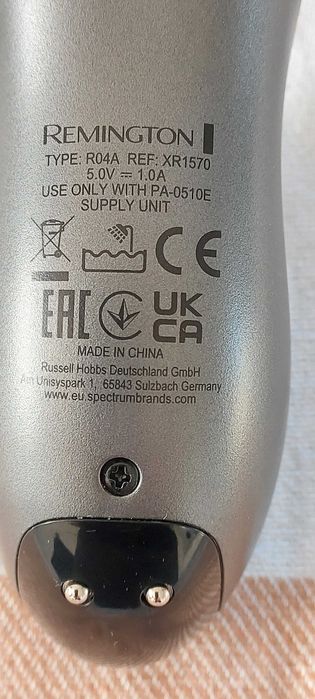 REMINGTON
TYPE: R04A REF: XR1570
5.0V ⎓ 1.0A
USE ONLY WITH PA-0510E
SUPPLY UNIT
CE
EAC
UK
CA
MADE IN CHINA
Russell Hobbs Deutschland GmbH
Am Unisyspark 1, 65843 Sulzbach Germany
www.eu.spectrumbrands.com